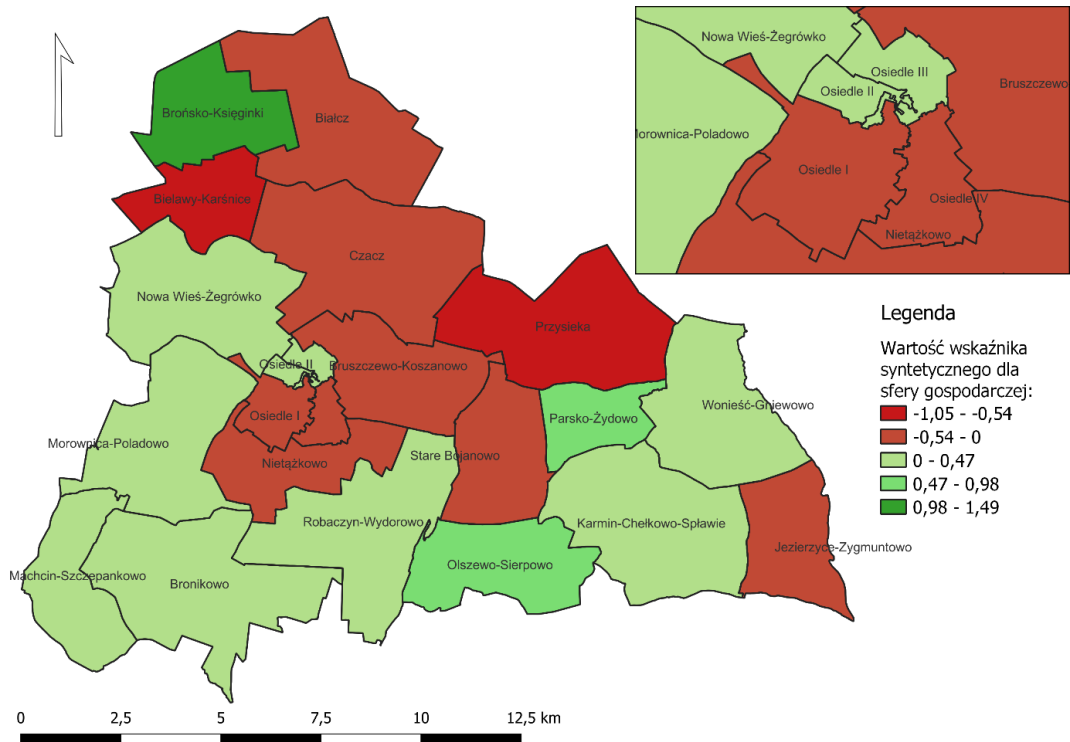 Nowa Wieś-Żegrówko
Osiedle III
Osiedle II
Bruszczewo
Morownica-Poladowo
Osiedle I
Osiedle IV
Nietążkowo
Brońsko-Księginki
Białcz
Bielawy-Karśnice
Czacz
Nowa Wieś-Żegrówko
Przysieka
Osiedle II
Bruszczewo-Koszanowo
Wonieść-Gniewowo
Osiedle I
Parsko-Żydowo
Morownica-Poladowo
Stare Bojanowo
Nietążkowo
Robaczyn-Wydorowo
Karmin-Chełkowo-Spławie
Jezierzyce-Zygmuntowo
Olszewo-Sierpowo
Machcin-Szczepankowo
Bronikowo
Legenda
Wartość wskaźnika
syntetycznego dla
sfery gospodarczej:
-1,05 - -0,54
-0,54 - 0
0 - 0,47
0,47 - 0,98
0,98 - 1,49
0 2,5 5 7,5 10 12,5 km